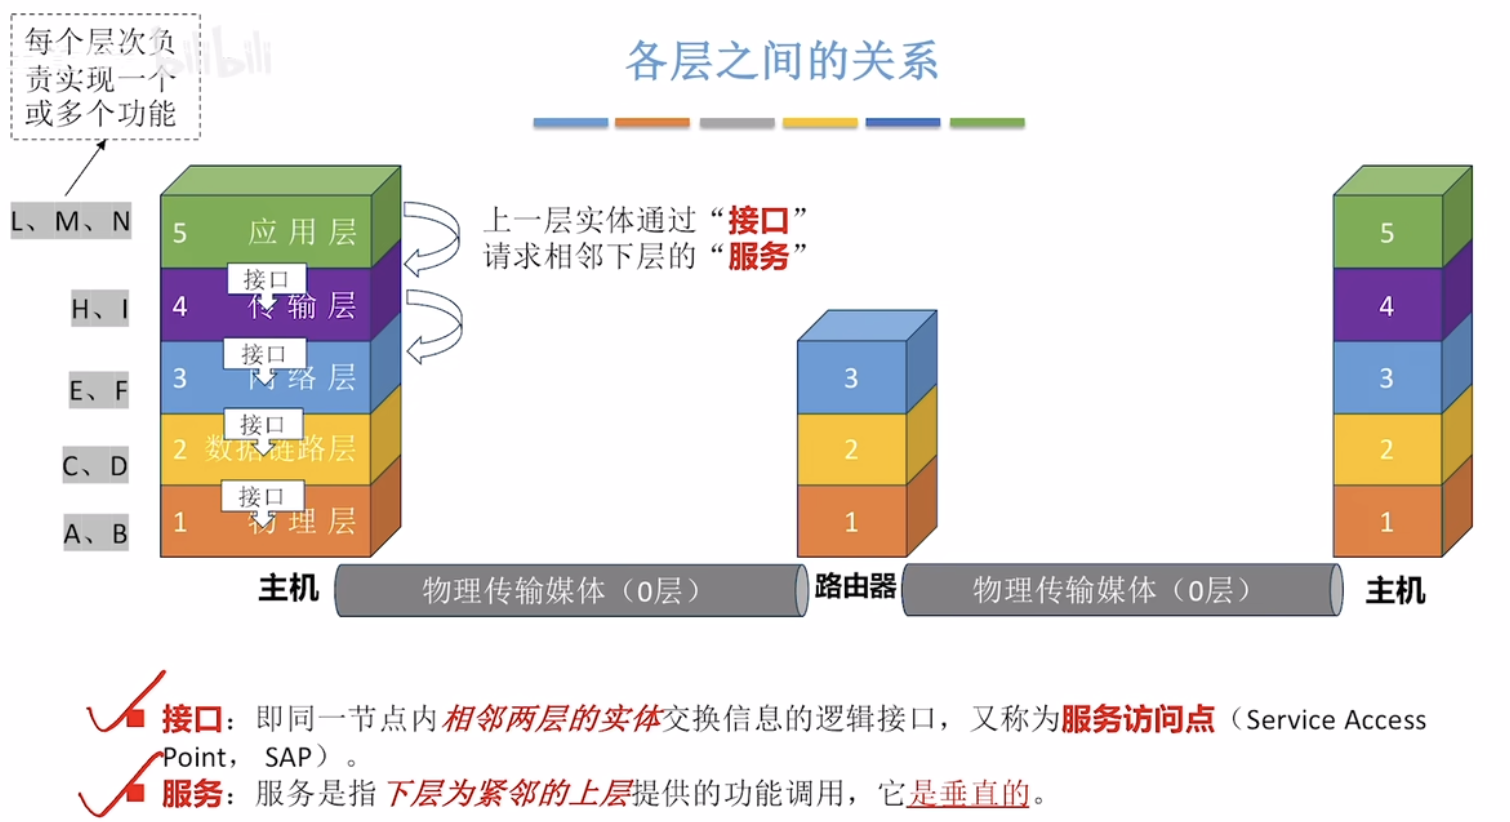 每个层次负
责实现一个
或多个功能
bilibili
各层之间的关系
L、M、N
5 应用层
上一层实体通过“接口”
请求相邻下层的“服务”
5
接口
H、I
4 传输层
4
接口
E、F
3 网络层
3
3
接口
C、D
2 数据链路层
2
2
接口
A、B
1 物理层
1
1
主机
物理传输媒体（0层）
路由器
物理传输媒体（0层）
主机
接口：即同一节点内相邻两层的实体交换信息的逻辑接口，又称为服务访问点（Service Access
Point， SAP）。
服务：服务是指下层为紧邻的上层提供的功能调用，它是垂直的。